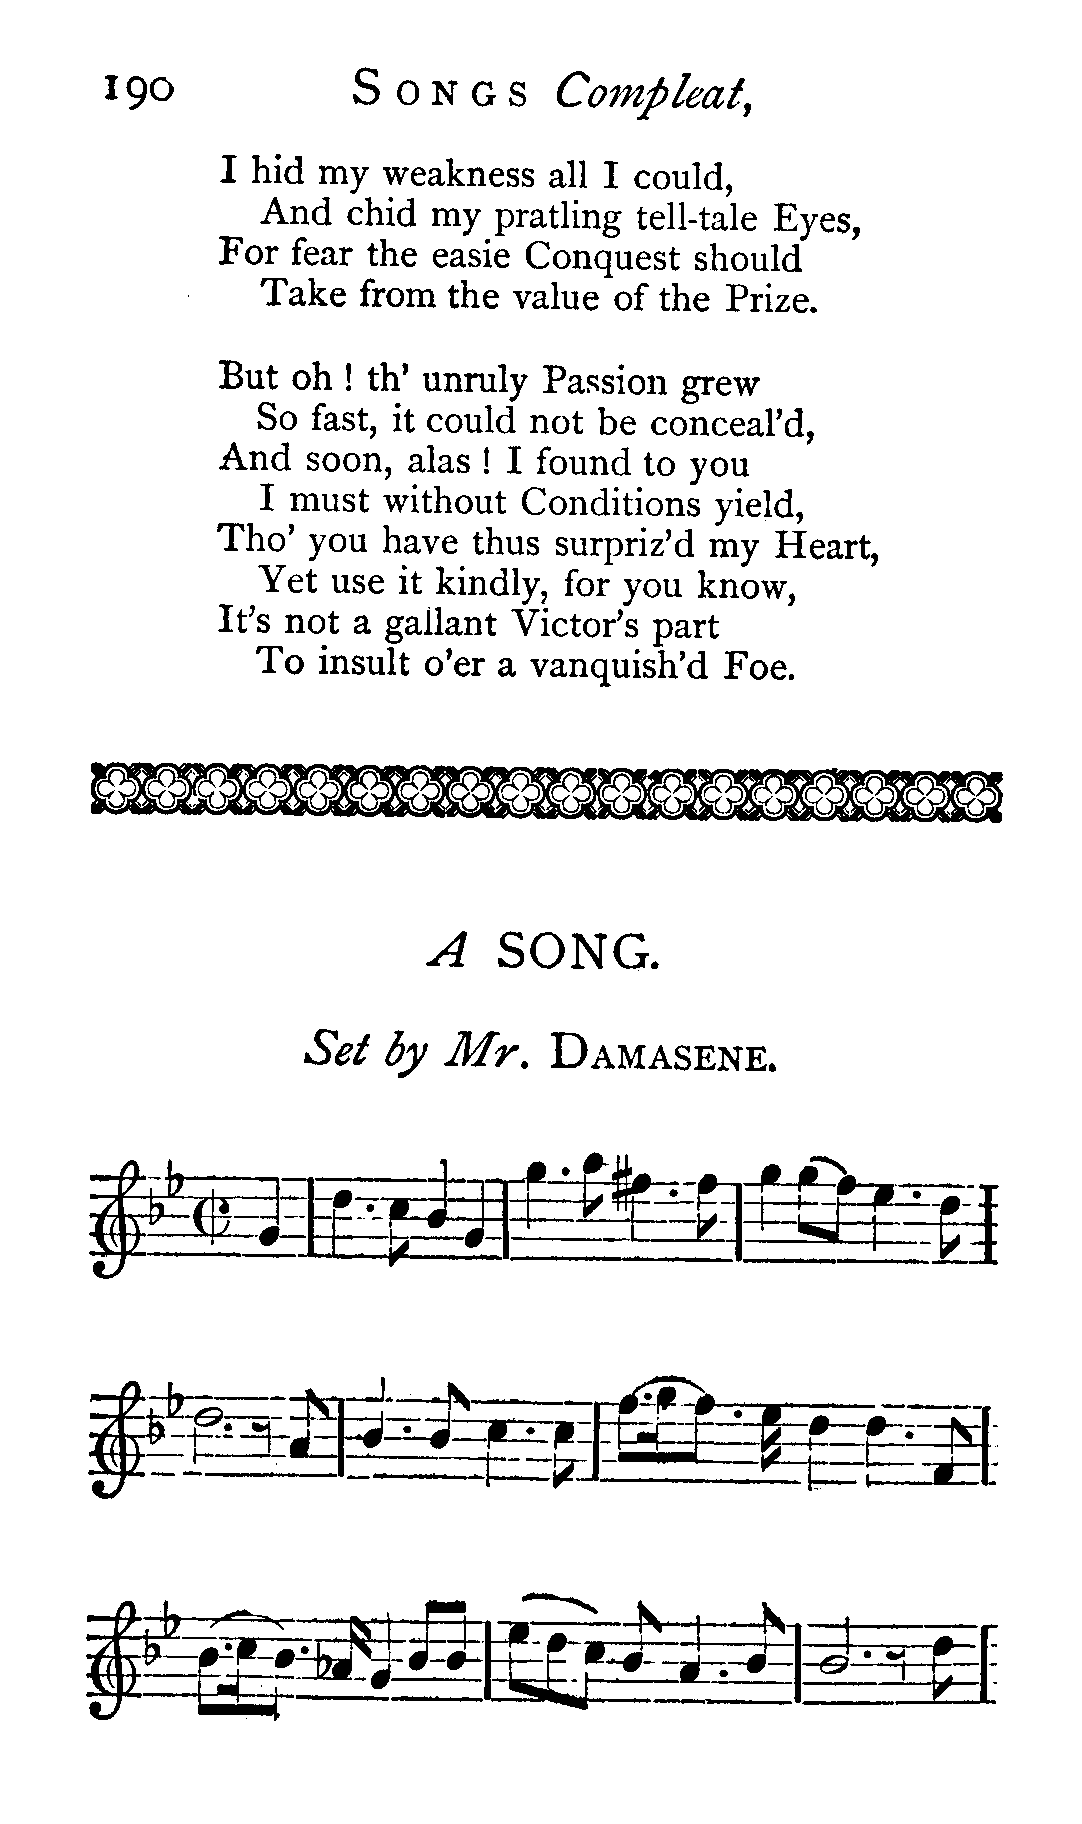 190 SONGS Compleat,
I hid my weakness all I could,
And chid my pratling tell-tale Eyes,
For fear the easie Conquest should
Take from the value of the Prize.
But oh ! th' unruly Passion grew
So fast, it could not be conceal'd,
And soon, alas ! I found to you
I must without Conditions yield,
Tho' you have thus surpriz'd my Heart,
Yet use it kindly, for you know,
It's not a gallant Victor's part
To insult o'er a vanquish'd Foe.
A SONG.
Set by Mr. DAMASENE.